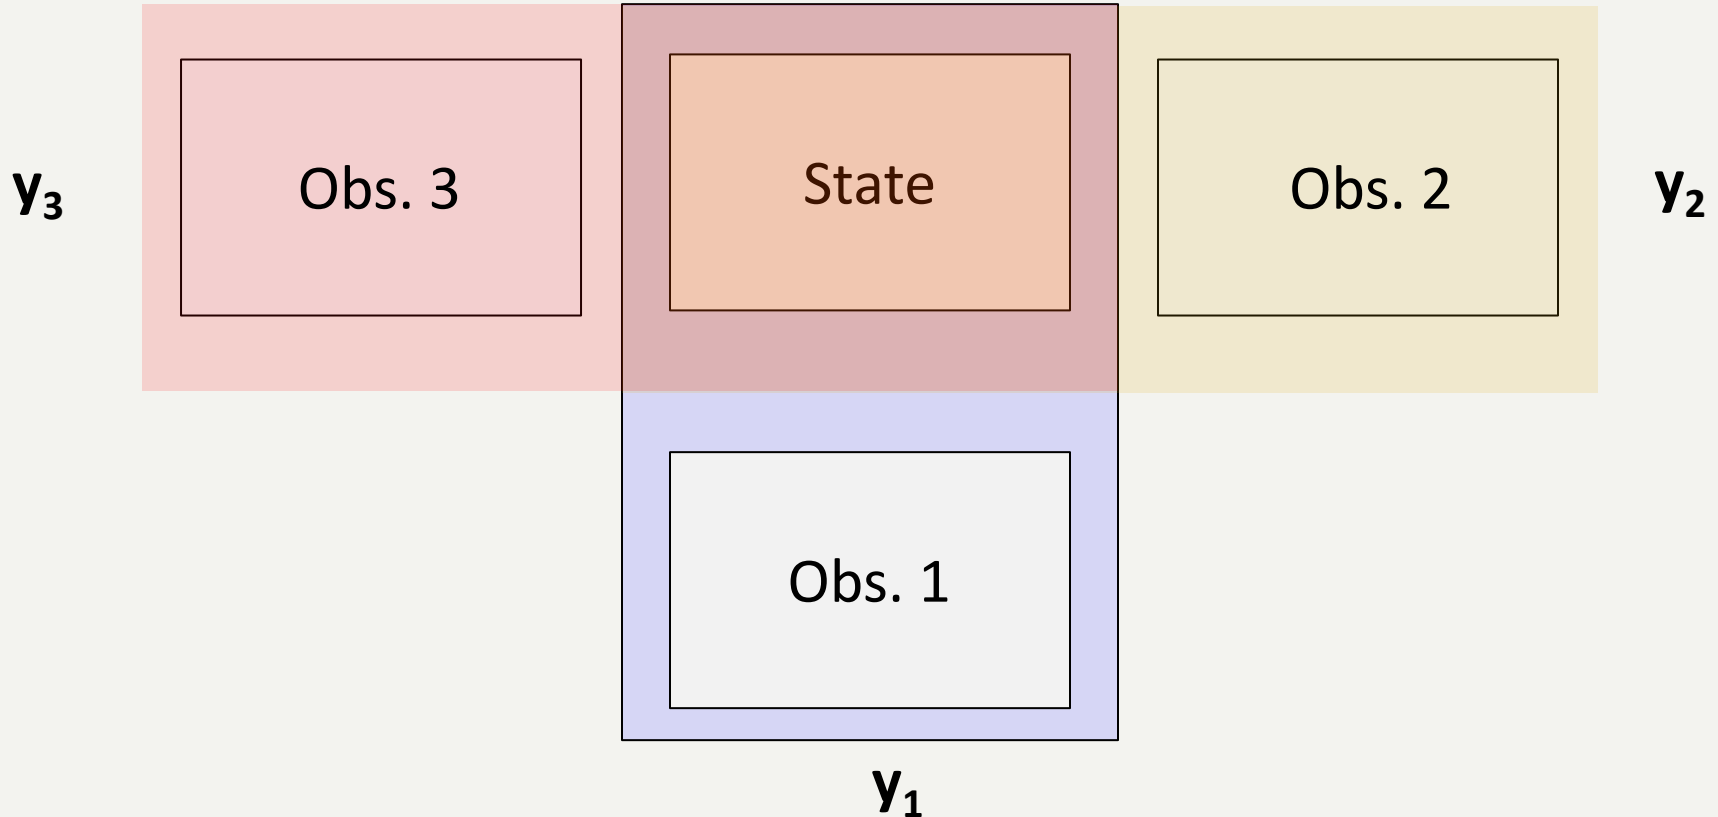 y₃
Obs. 3
State
Obs. 2
y₂
Obs. 1
y₁